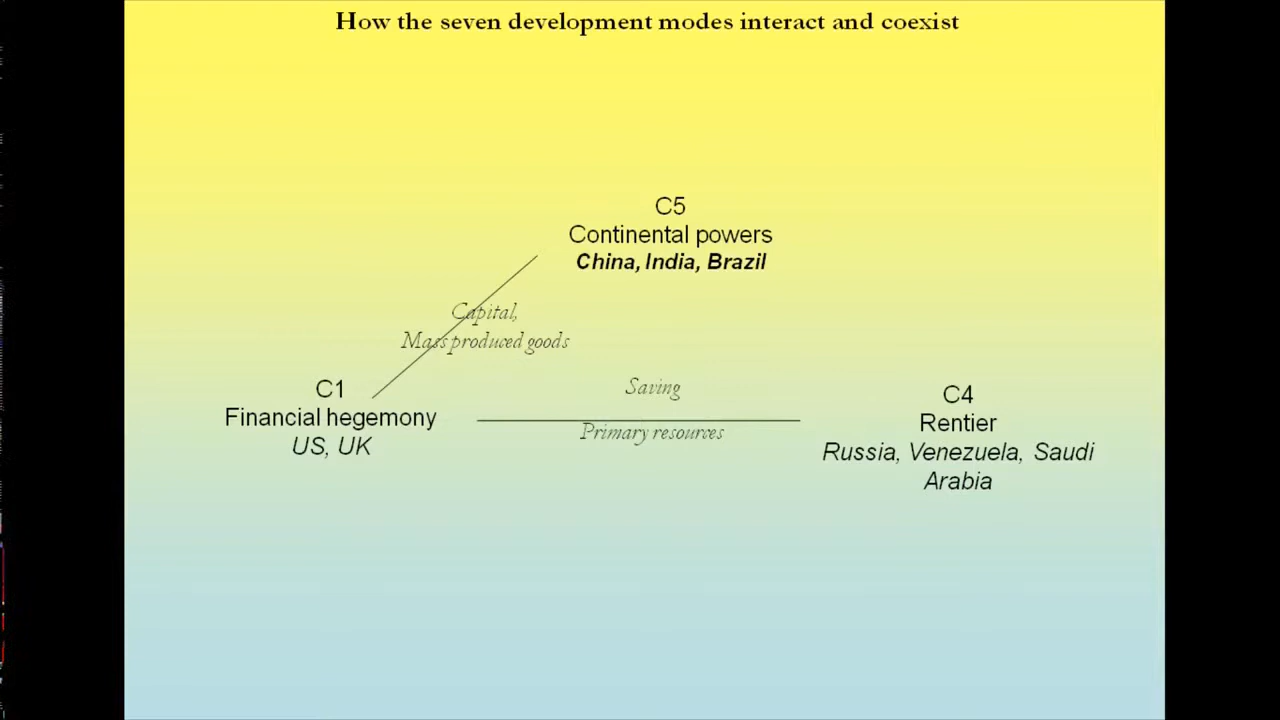 How the seven development modes interact and coexist
C5
Continental powers
China, India, Brazil
Capital,
Mass produced goods
C1
Financial hegemony
US, UK
Saving
Primary resources
C4
Rentier
Russia, Venezuela, Saudi
Arabia